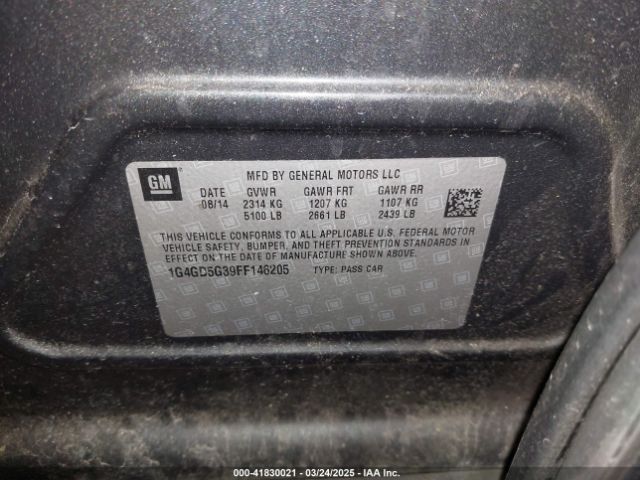 GM
MFD BY GENERAL MOTORS LLC
DATE GVWR GAWR FRT GAWR RR
08/14 2314 KG 1207 KG 1107 KG
5100 LB 2661 LB 2439 LB
THIS VEHICLE CONFORMS TO ALL APPLICABLE U.S. FEDERAL MOTOR
VEHICLE SAFETY, BUMPER, AND THEFT PREVENTION STANDARDS IN
EFFECT ON THE DATE OF MANUFACTURE SHOWN ABOVE.
1G4GD5G39FF146205 TYPE: PASS CAR
000-41830021 — 03/24/2025 — IAA Inc.